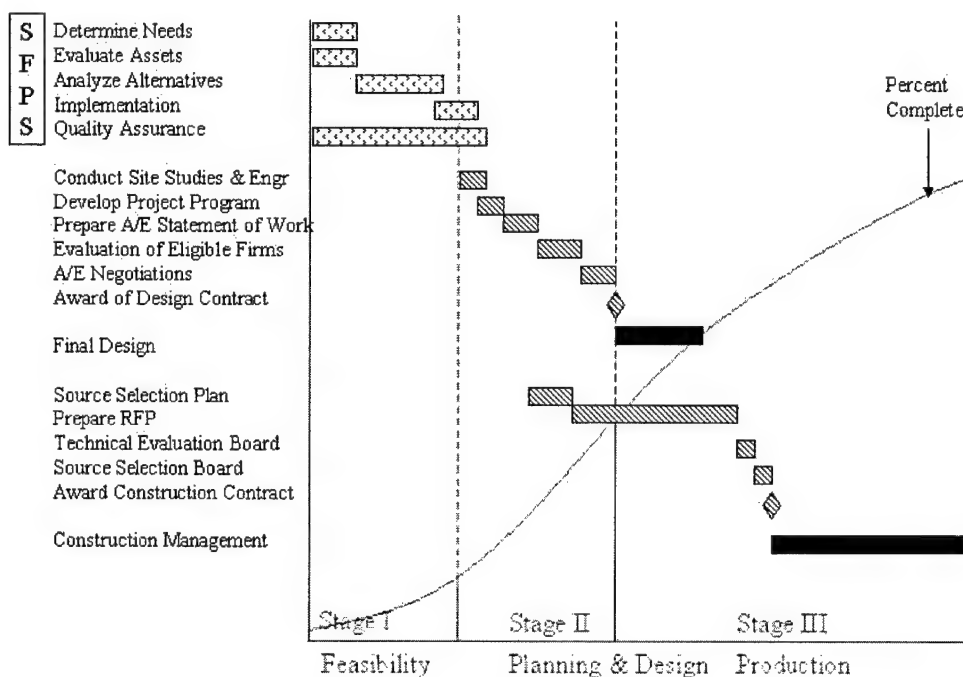 S
F
P
S
Determine Needs
Evaluate Assets
Analyze Alternatives
Implementation
Quality Assurance
Percent
Complete
Conduct Site Studies & Engr
Develop Project Program
Prepare A/E Statement of Work
Evaluation of Eligible Firms
A/E Negotiations
Award of Design Contract
Final Design
Source Selection Plan
Prepare RFP
Technical Evaluation Board
Source Selection Board
Award Construction Contract
Construction Management
Stage I Stage II Stage III
Feasibility Planning & Design Production